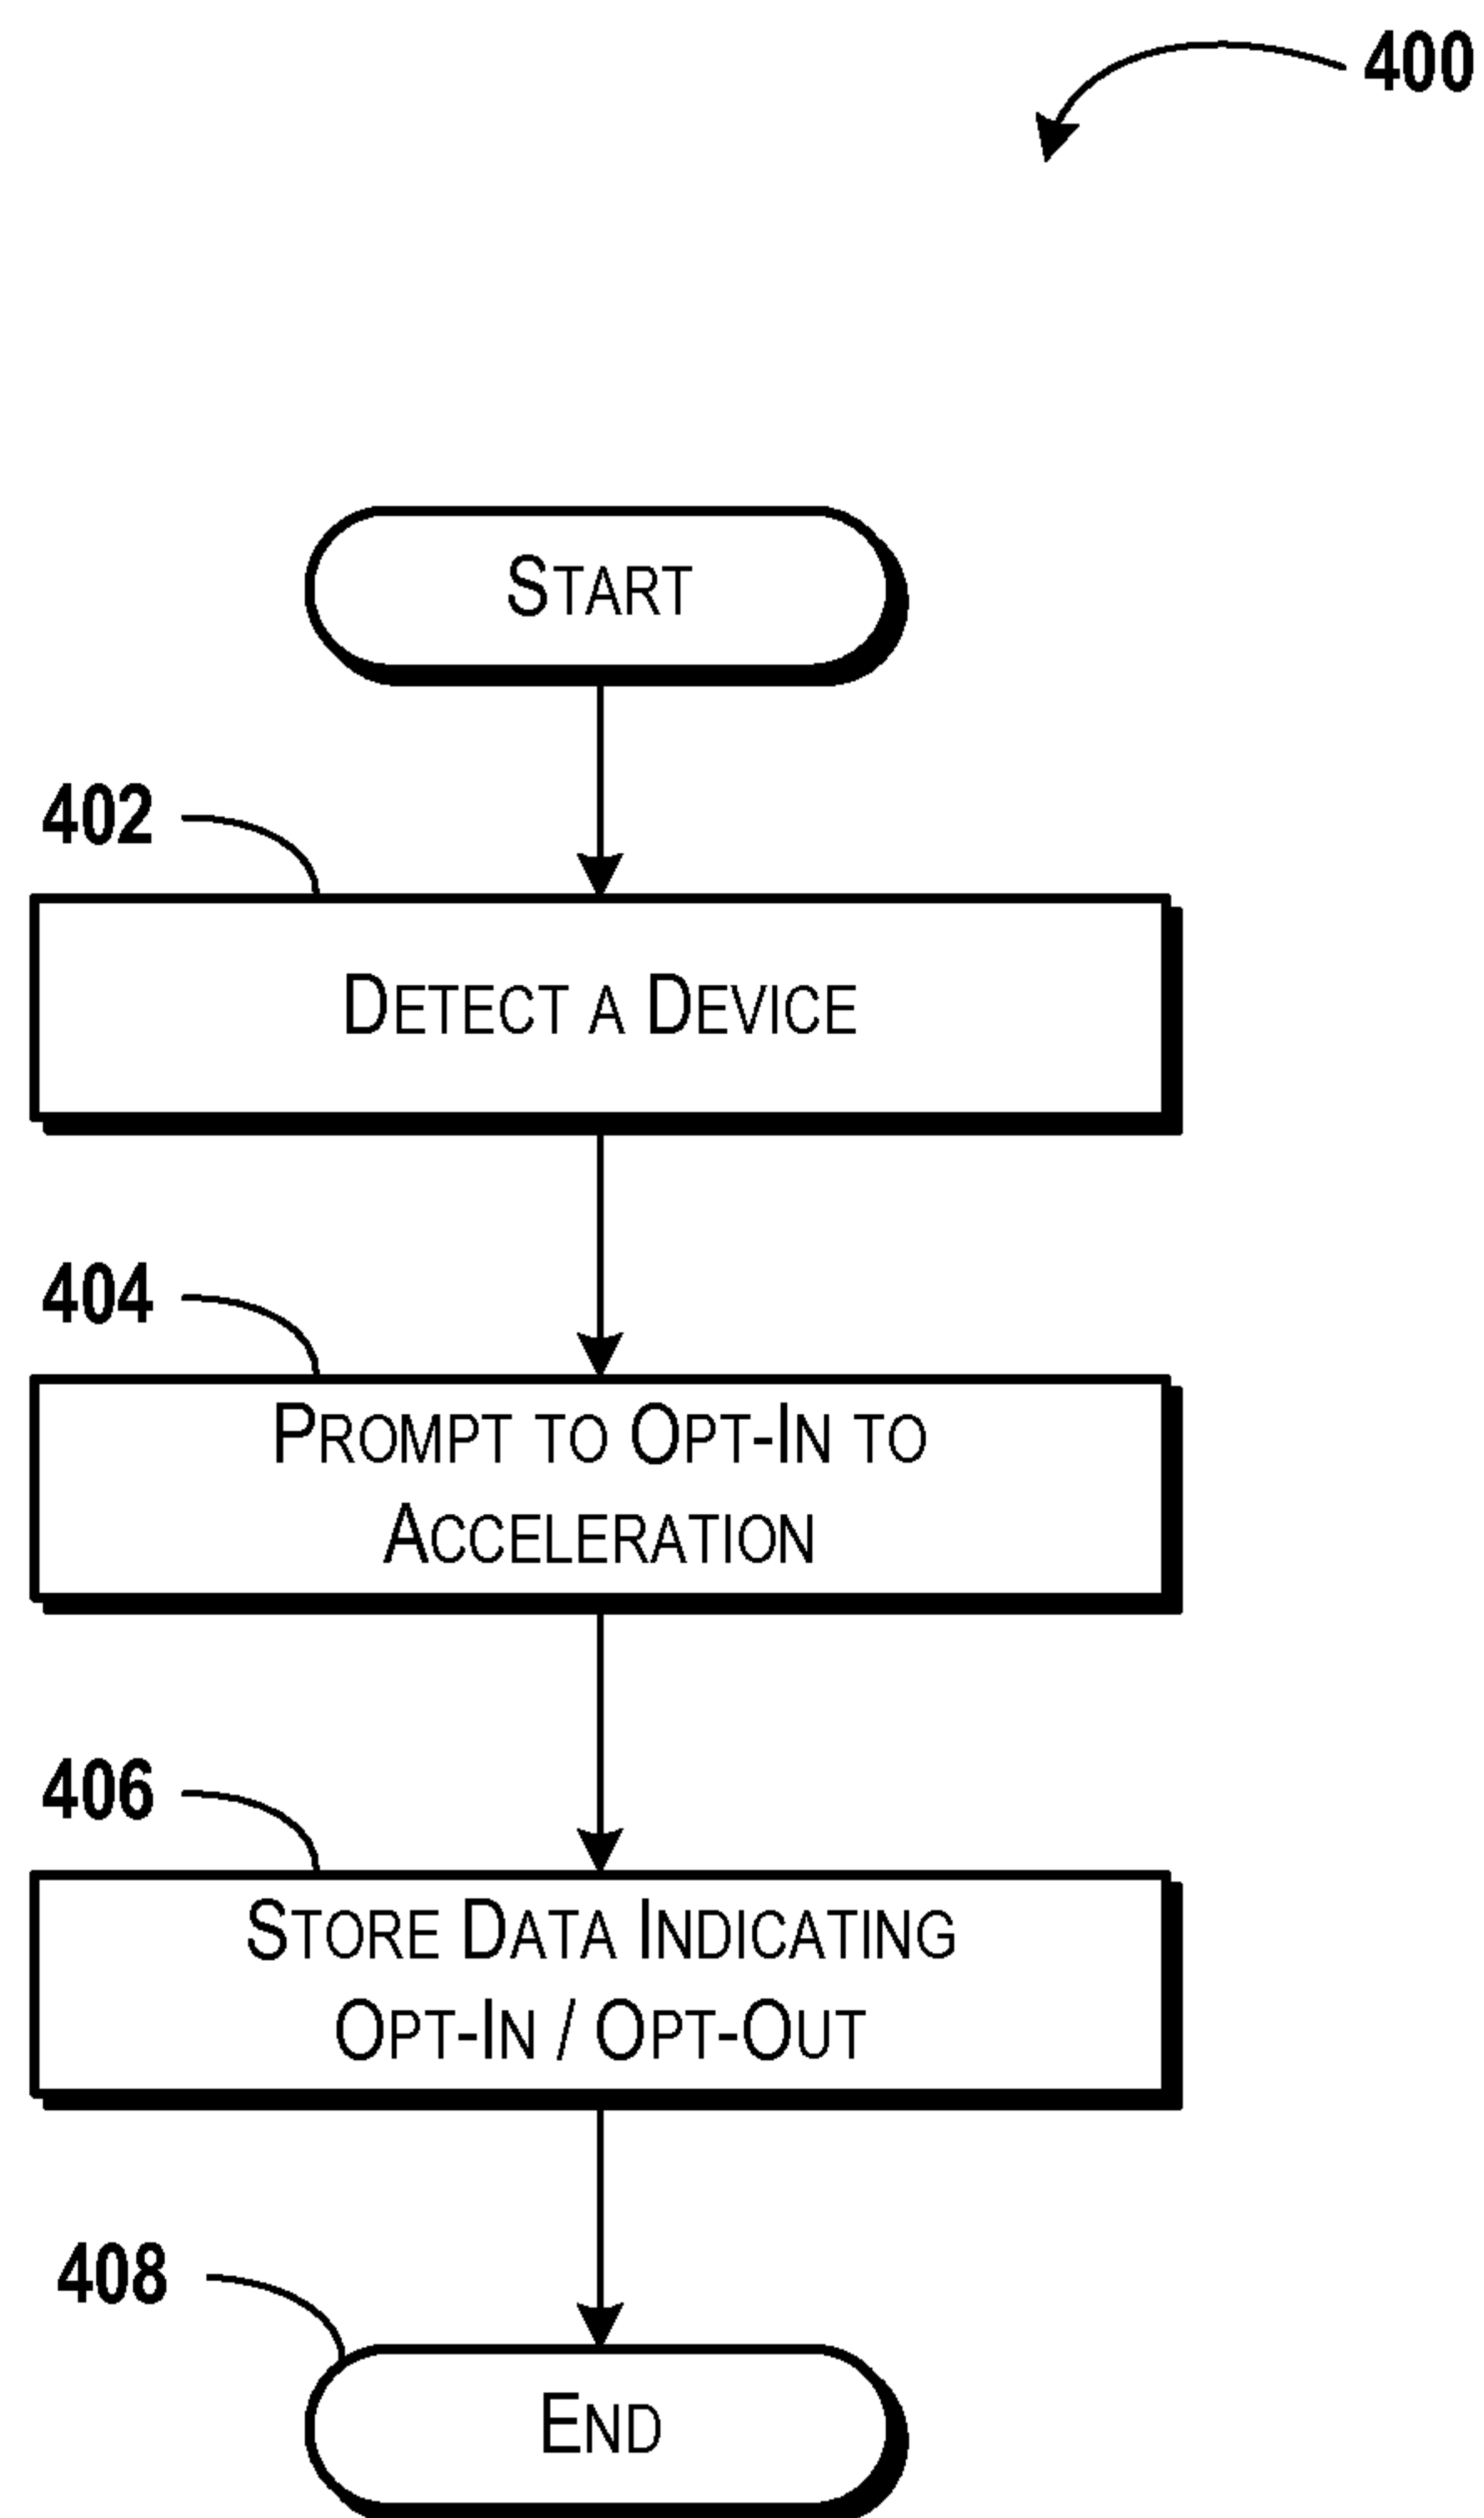 400
START
402
DETECT A DEVICE
404
PROMPT TO OPT-IN TO
ACCELERATION
406
STORE DATA INDICATING
OPT-IN / OPT-OUT
408
END